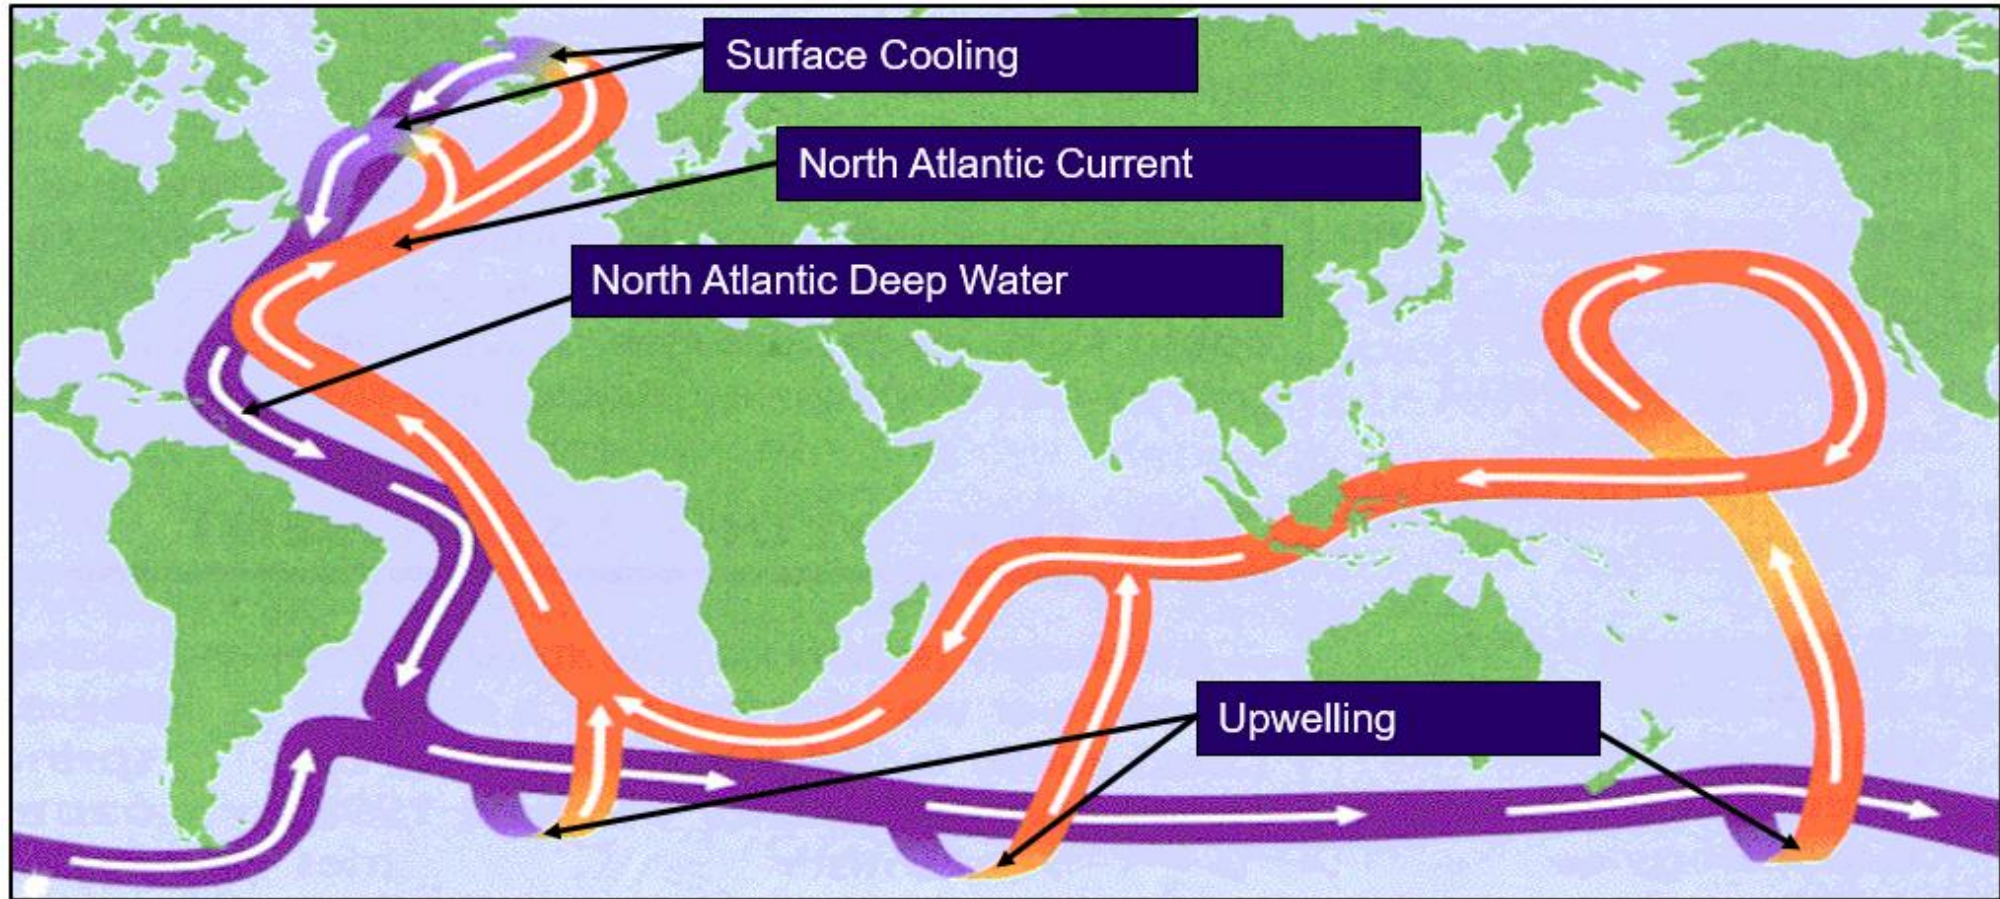 Surface Cooling
North Atlantic Current
North Atlantic Deep Water
Upwelling